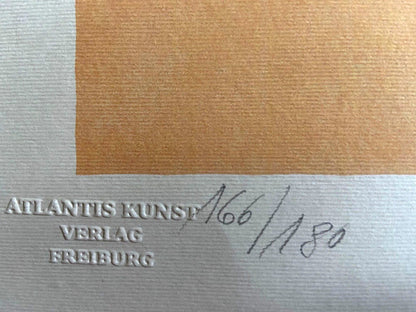 ATLANTIS KUNST 166/180
VERLAG
FREIBURG